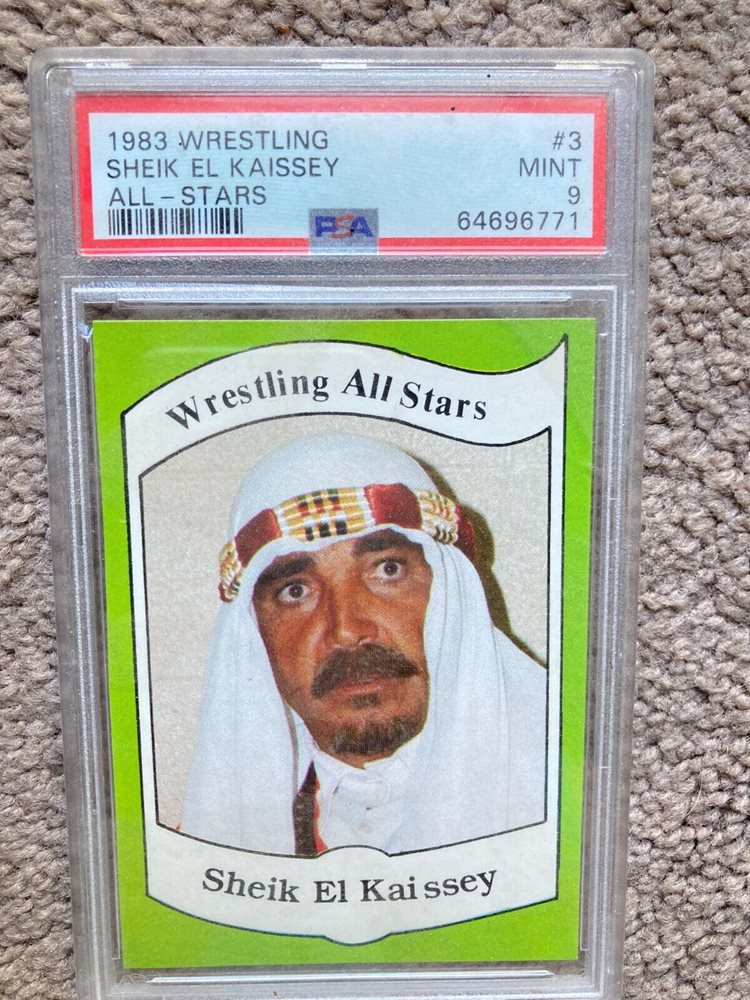 1983 WRESTLING #3
SHEIK EL KAISSEY MINT
ALL-STARS 9
PSA 64696771
Wrestling All Stars
Sheik El Kaissey